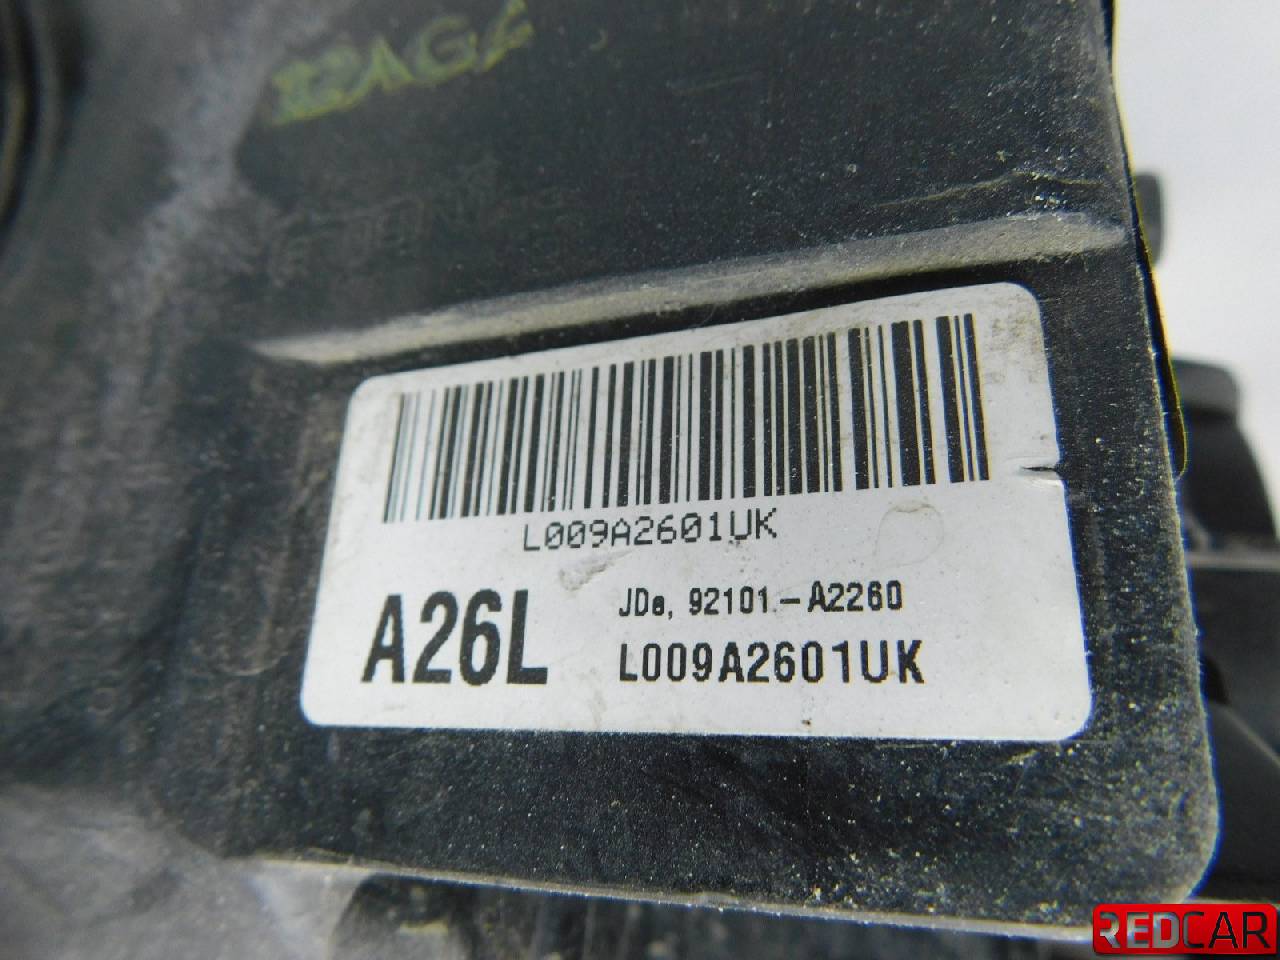 L009A2601UK
A26L
JDe, 92101-A2260
L009A2601UK
REDCAR